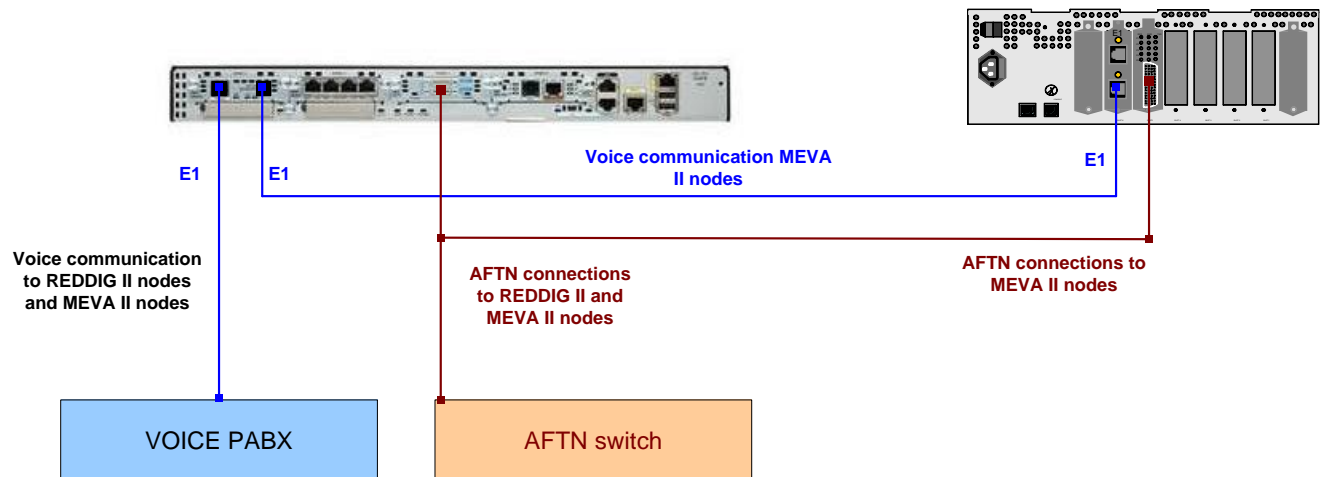 E1
Voice communication MEVA
II nodes
E1
E1
E1
Voice communication
to REDDIG II nodes
and MEVA II nodes
AFTN connections
to REDDIG II and
MEVA II nodes
AFTN connections to
MEVA II nodes
VOICE PABX
AFTN switch